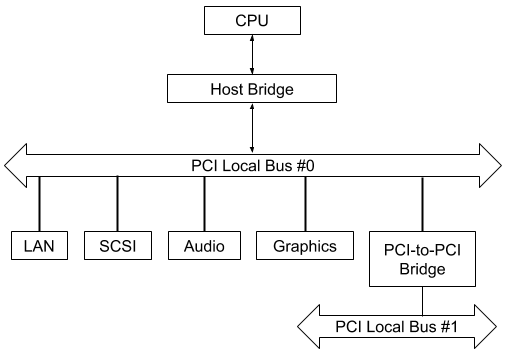 CPU
Host Bridge
PCI Local Bus #0
LAN
SCSI
Audio
Graphics
PCI-to-PCI
Bridge
PCI Local Bus #1